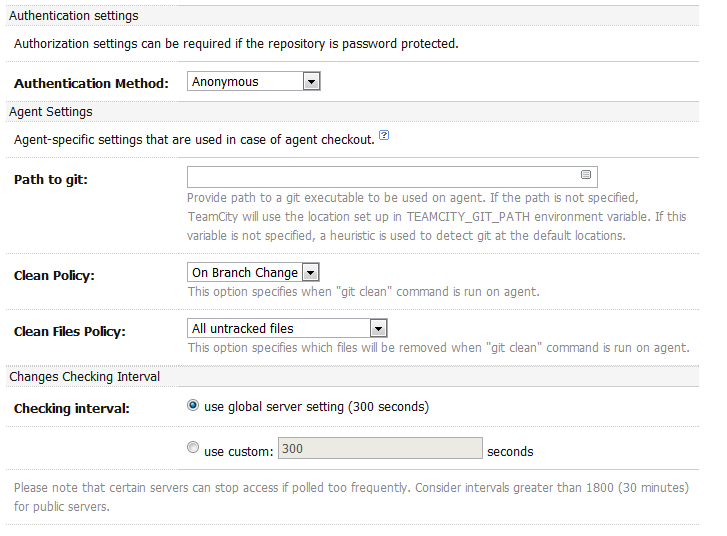 Authentication settings
Authorization settings can be required if the repository is password protected.
Authentication Method: Anonymous
Agent Settings
Agent-specific settings that are used in case of agent checkout. ?
Path to git:
Provide path to a git executable to be used on agent. If the path is not specified,
TeamCity will use the location set up in TEAMCITY_GIT_PATH environment variable. If this
variable is not specified, a heuristic is used to detect git at the default locations.
Clean Policy: On Branch Change
This option specifies when "git clean" command is run on agent.
Clean Files Policy: All untracked files
This option specifies which files will be removed when "git clean" command is run on agent.
Changes Checking Interval
Checking interval: use global server setting (300 seconds)
use custom: 300 seconds
Please note that certain servers can stop access if polled too frequently. Consider intervals greater than 1800 (30 minutes)
for public servers.